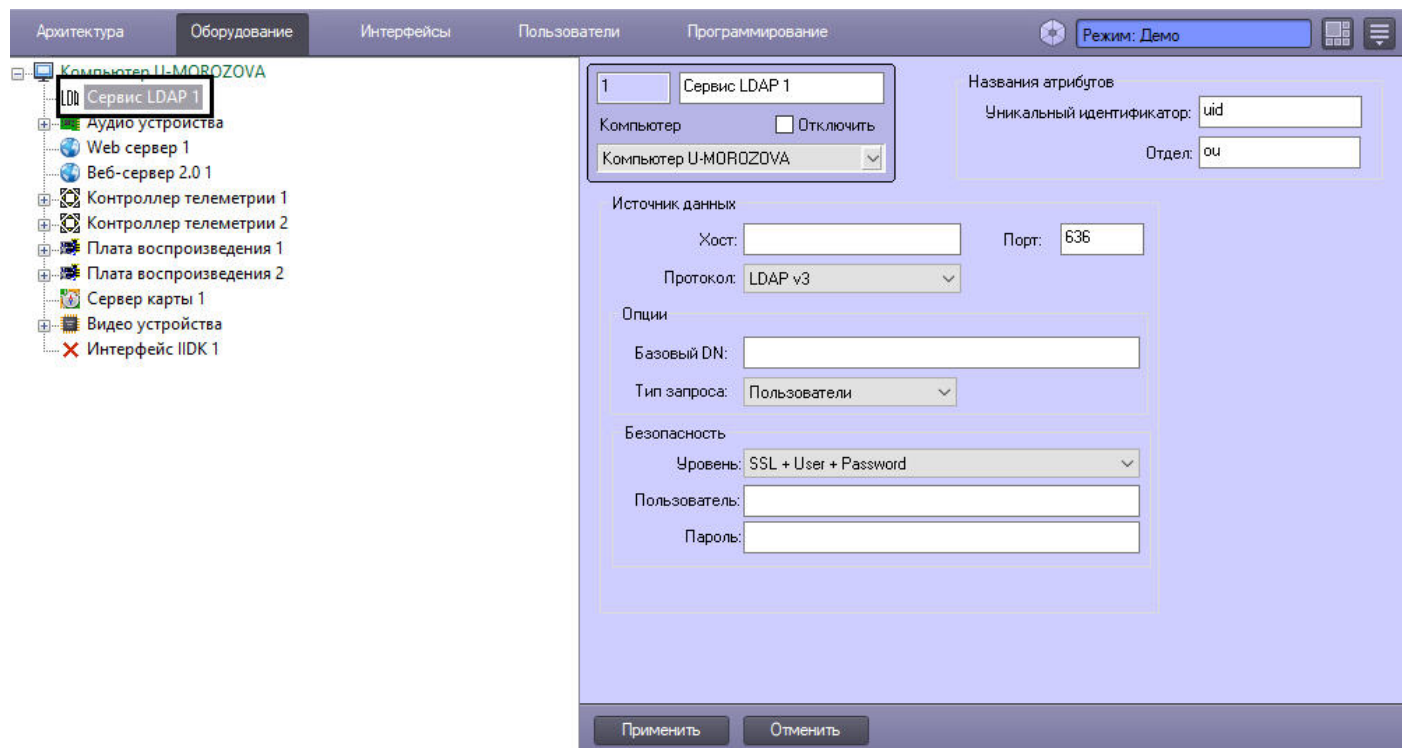 Архитектура Оборудование Интерфейсы Пользователи Программирование Режим: Демо
Компьютер U-MOROZOVA
LDA Сервис LDAP 1
Аудио устройства
Web сервер 1
Веб-сервер 2.0 1
Контроллер телеметрии 1
Контроллер телеметрии 2
Плата воспроизведения 1
Плата воспроизведения 2
Сервер карты 1
Видео устройства
Интерфейс IIDK 1
1 Сервис LDAP 1
Компьютер Отключить
Компьютер U-MOROZOVA
Названия атрибутов
Уникальный идентификатор: uid
Отдел: ou
Источник данных
Хост: Порт: 636
Протокол: LDAP v3
Опции
Базовый DN:
Тип запроса: Пользователи
Безопасность
Уровень: SSL + User + Password
Пользователь:
Пароль:
Применить Отменить